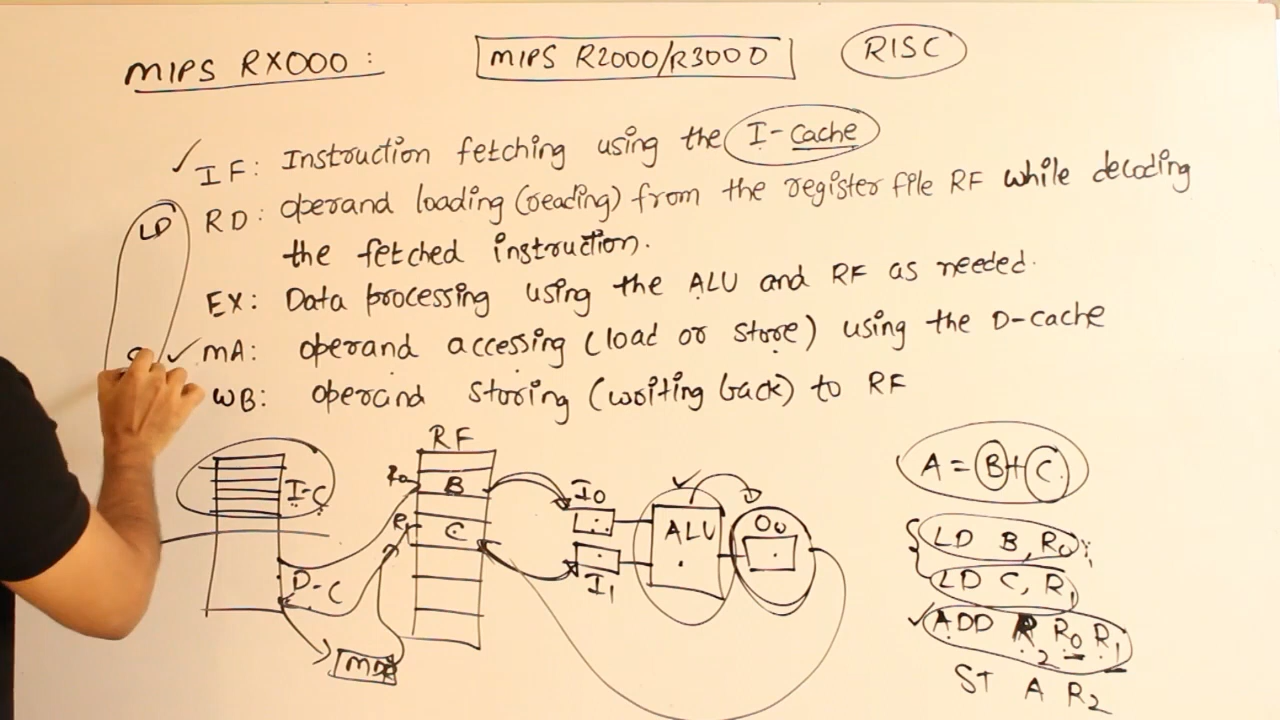 MIPS RX000 : MIPS R2000/R3000 RISC
IF: Instruction fetching using the I-cache
LD RD: operand loading (reading) from the register file RF while decoding
the fetched instruction.
EX: Data processing using the ALU and RF as needed.
MA: operand accessing (load or store) using the D-cache
WB: operand storing (writing back) to RF
RF
I-C
R0 B
R1 C
D-C
I0
I1
ALU
O0
A = B + C
LD B, R0;
LD C, R1
ADD R2 R0 R1
ST A R2